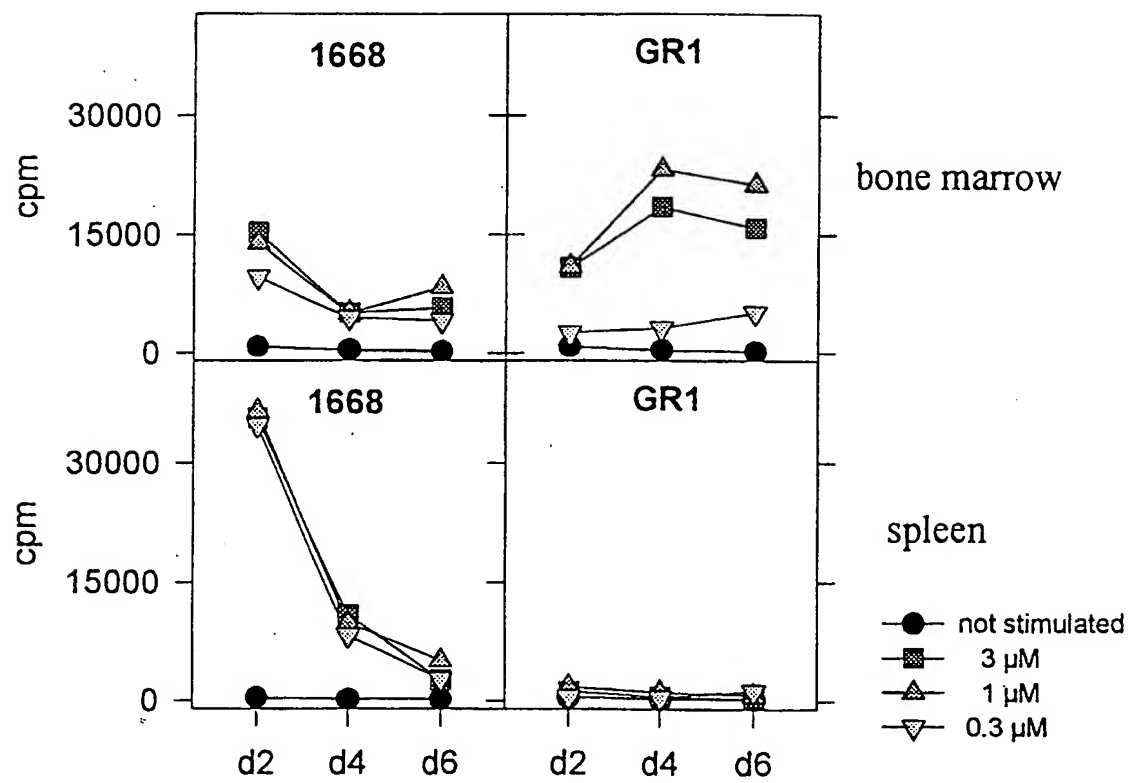 1668
GR1
30000
15000
0
cpm
bone marrow
1668
GR1
30000
15000
0
cpm
spleen
d2 d4 d6 d2 d4 d6
not stimulated
3 µM
1 µM
0.3 µM